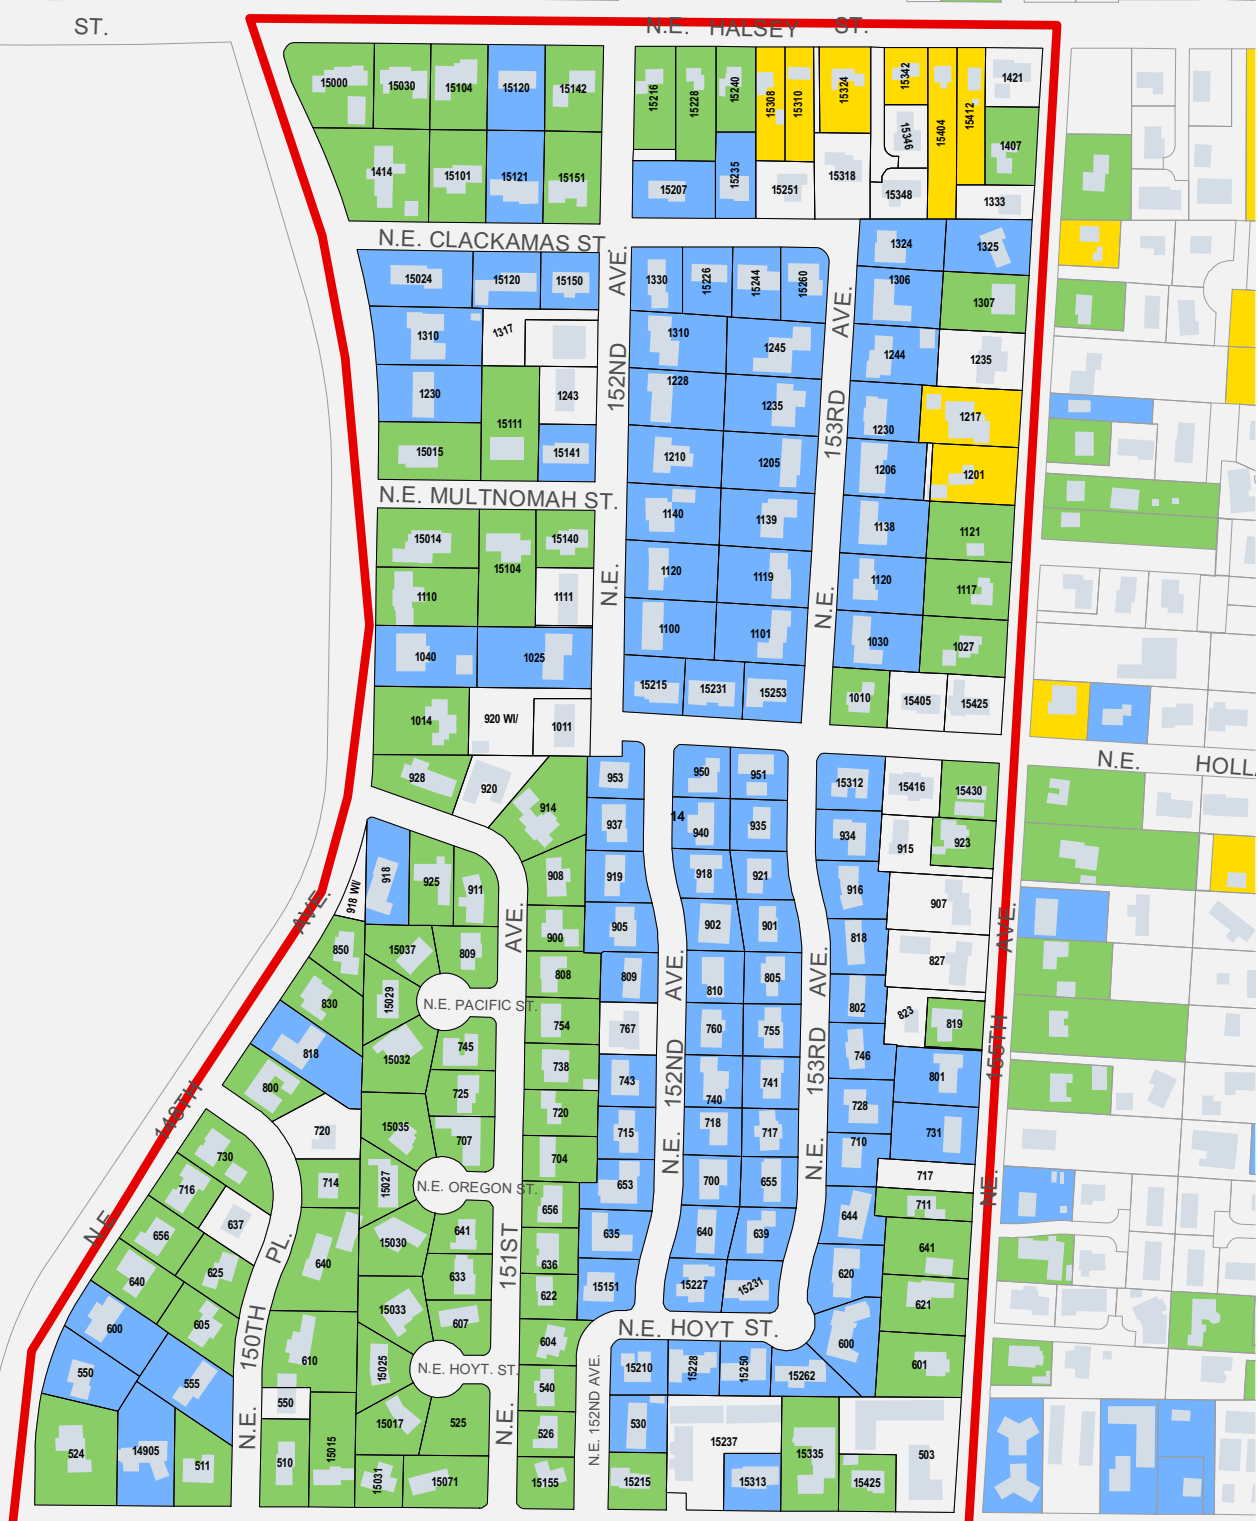 ST.
N.E. HALSEY ST.
15000 15030 15104 15120 15142
15216 15228 15240 15308 15310 15324 15342 15404 15412 1421
15346 1407
1414 15101 15121 15151
15207 15235 15251 15318 15348 1333
N.E. CLACKAMAS ST.
1324 1325
15024 15120 15150
1330 15226 15244 15260
1306 1307
1310 1317
1310 1245
1244 1235
1230 1243
1228 1235
1230 1217
15015 15111 15141
1210 1205
1206 1201
N.E. MULTNOMAH ST.
N.E. 152ND AVE.
N.E. 153RD AVE.
15014 15104 15140
1140 1139
1138 1121
1110 1111
1120 1119
1120 1117
1040 1025
1100 1101
1030 1027
15215 15231 15253
1010 15405 15425
1014 920 W/ 1011
928 920 914
N.E. HOLLA
953 950 951 15312 15416 15430
937 14 940 935 934 915 923
918 W/ 918 925 911 908 919 918 921 916 907
850 15037 809 900 905 902 901 818 827
830 15029 808 809 810 805 802 823 819
N.E. PACIFIC ST.
818 15032 745 754 767 760 755 746 801
800 725 738 743 740 741 728 731
720 15035 707 720 715 718 717 710 717
730 714 15027 704 653 700 655 711
N.E. OREGON ST.
716 637 656 644
656 625 640 15030 641 636 635 640 639 641
640 605 633 622 15151 15227 15231 620 621
600 610 15033 607 604 600
N.E. HOYT ST.
550 555 15025 15210 15228 15250 15262 601
N.E. HOYT. ST.
550 540
524 14905 511 510 15015 15017 525 526 530 15237 503
15031 15071 15155 15215 15313 15335 15425
N.E. 149TH AVE.
N.E. 150TH PL.
N.E. 151ST AVE.
N.E. 152ND AVE.
N.E. 152ND AVE.
N.E. 153RD AVE.
NE. 155TH AVE.